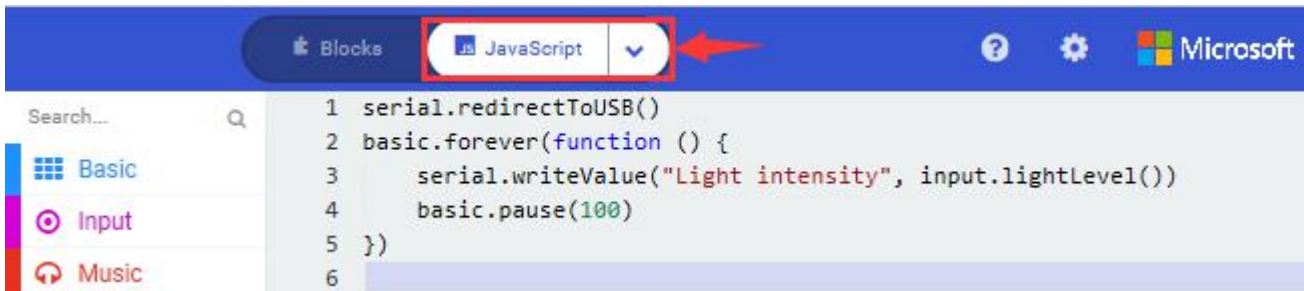 Blocks JS JavaScript Microsoft
Search...
Basic
Input
Music
1 serial.redirectToUSB()
2 basic.forever(function () {
3     serial.writeValue("Light intensity", input.lightLevel())
4     basic.pause(100)
5 })
6